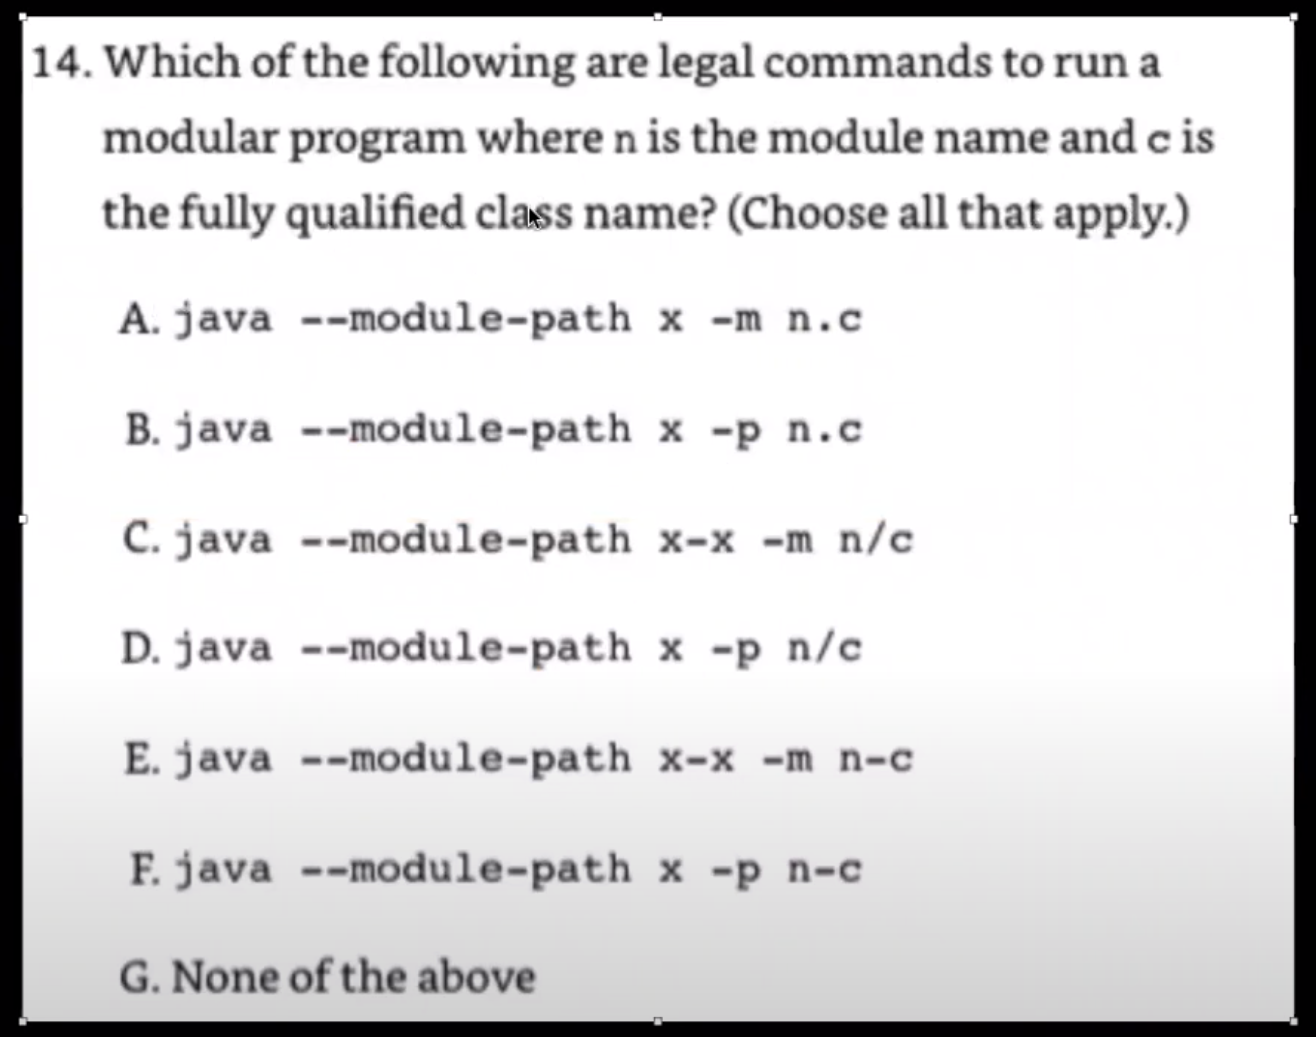 14. Which of the following are legal commands to run a
modular program where n is the module name and c is
the fully qualified class name? (Choose all that apply.)
A. java --module-path x -m n.c
B. java --module-path x -p n.c
C. java --module-path x-x -m n/c
D. java --module-path x -p n/c
E. java --module-path x-x -m n-c
F. java --module-path x -p n-c
G. None of the above